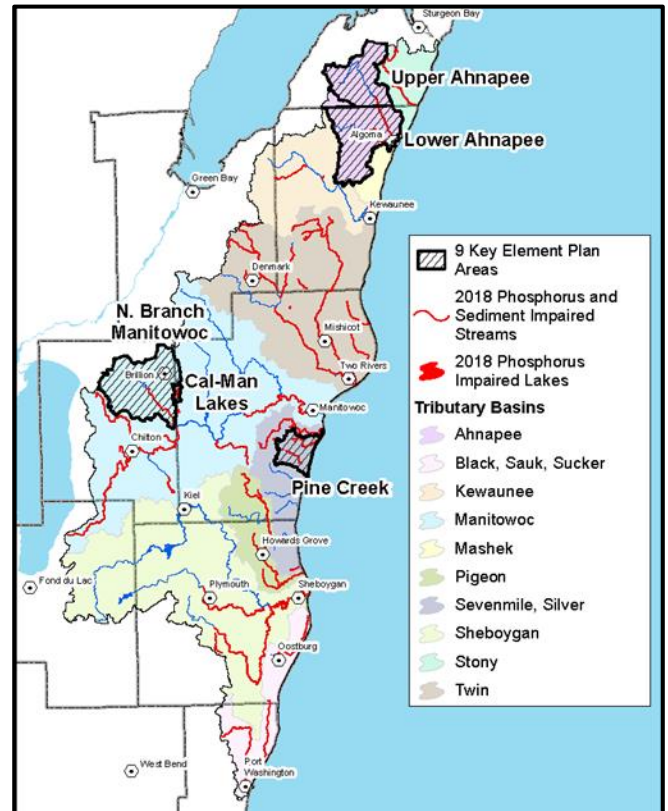 Sturgeon Bay
Upper Ahnapee
Algoma
Lower Ahnapee
Green Bay
Kewaunee
Denmark
N. Branch
Manitowoc
Mishicot
Brillion
Cal-Man
Lakes
Two Rivers
Manitowoc
Chilton
Pine Creek
Kiel
Howards Grove
Fond du Lac
Plymouth
Sheboygan
Oostburg
West Bend
Port
Washington
9 Key Element Plan
Areas
2018 Phosphorus and
Sediment Impaired
Streams
2018 Phosphorus
Impaired Lakes
Tributary Basins
Ahnapee
Black, Sauk, Sucker
Kewaunee
Manitowoc
Mashek
Pigeon
Sevenmile, Silver
Sheboygan
Stony
Twin